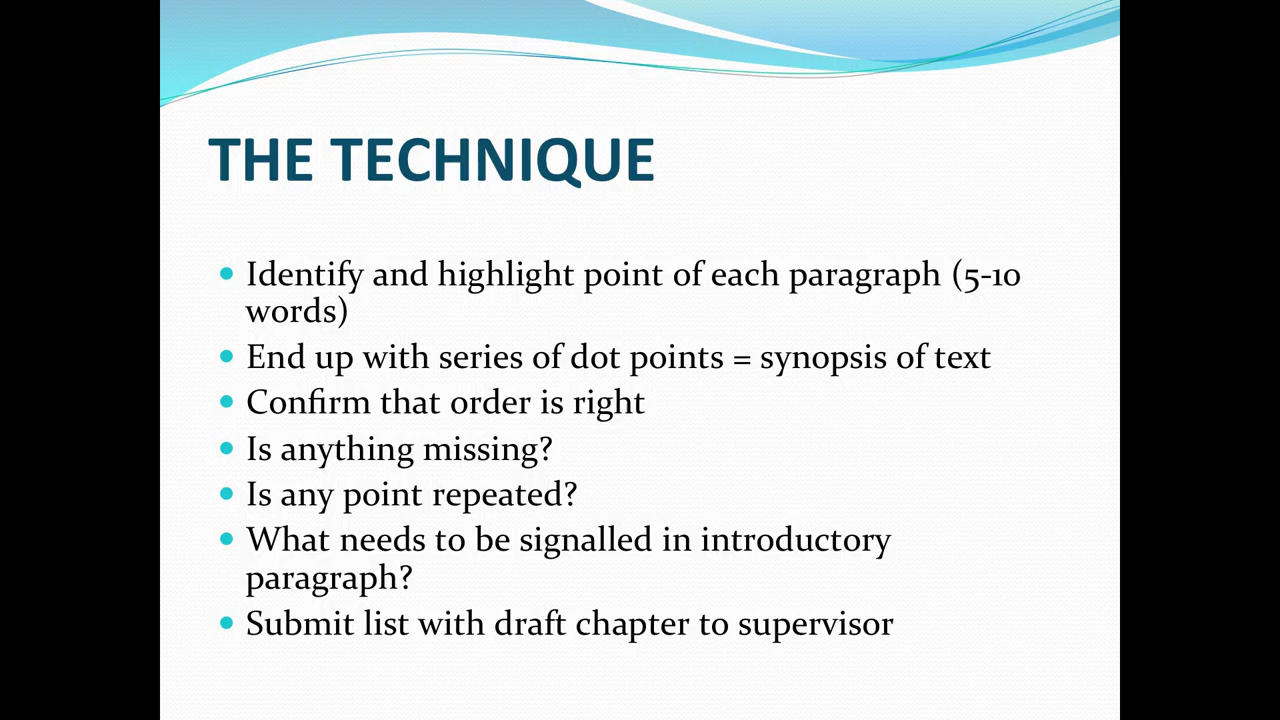 THE TECHNIQUE
• Identify and highlight point of each paragraph (5-10
words)
• End up with series of dot points = synopsis of text
• Confirm that order is right
• Is anything missing?
• Is any point repeated?
• What needs to be signalled in introductory
paragraph?
• Submit list with draft chapter to supervisor